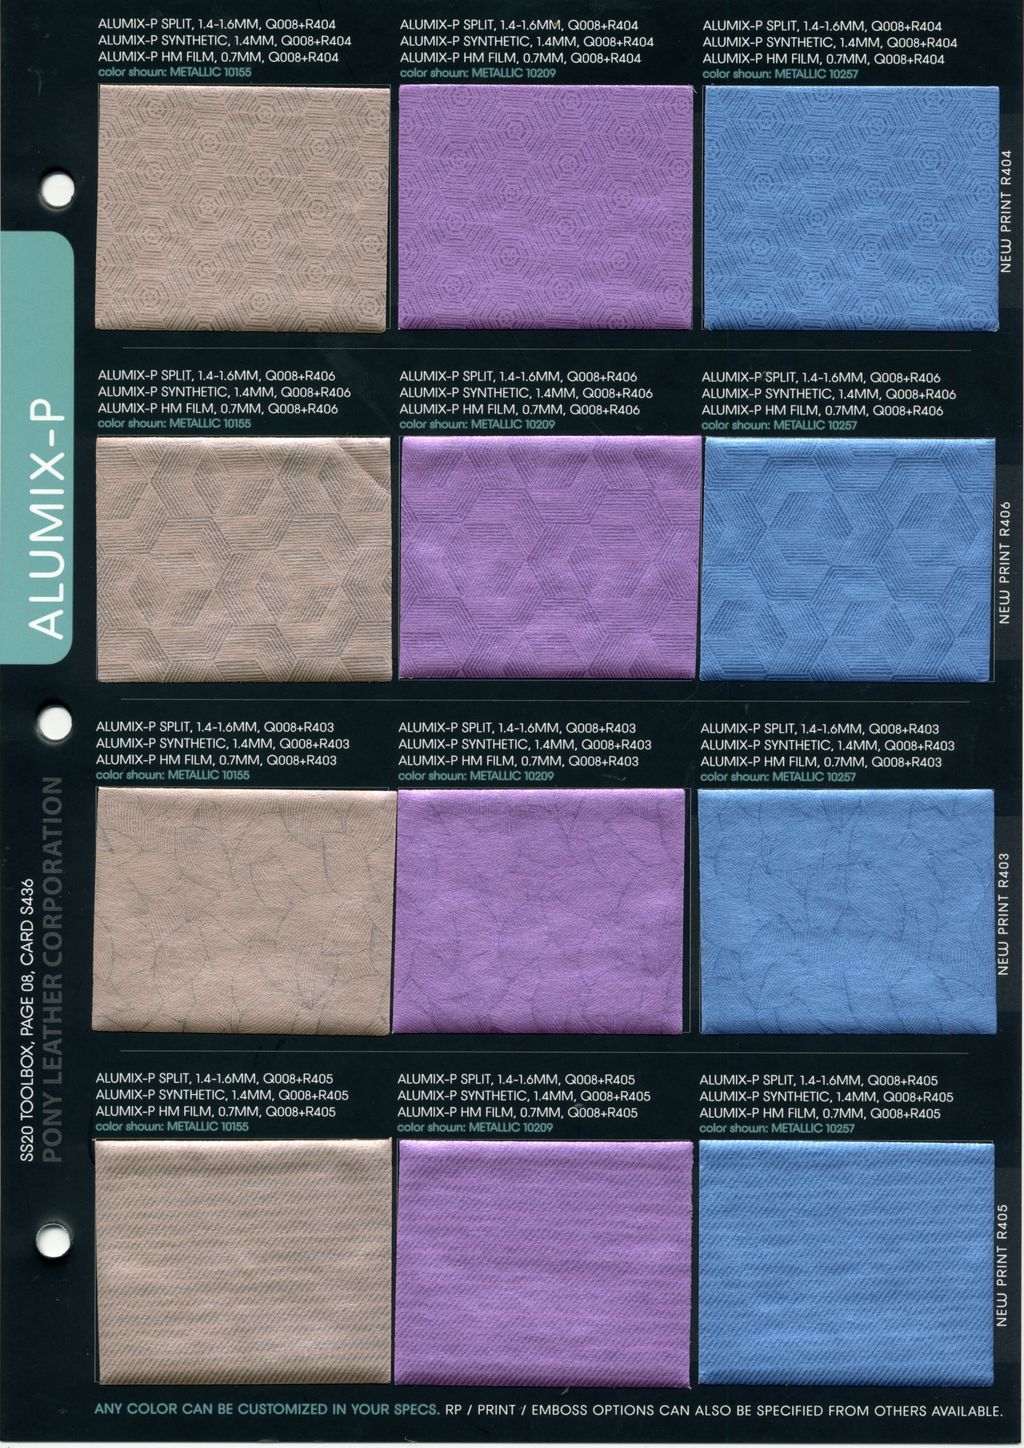 ALUMIX-P SPLIT, 1.4-1.6MM, Q008+R404
ALUMIX-P SYNTHETIC, 1.4MM, Q008+R404
ALUMIX-P HM FILM, 0.7MM, Q008+R404
color shown: METALLIC 10155
ALUMIX-P SPLIT, 1.4-1.6MM, Q008+R404
ALUMIX-P SYNTHETIC, 1.4MM, Q008+R404
ALUMIX-P HM FILM, 0.7MM, Q008+R404
color shown: METALLIC 10209
ALUMIX-P SPLIT, 1.4-1.6MM, Q008+R404
ALUMIX-P SYNTHETIC, 1.4MM, Q008+R404
ALUMIX-P HM FILM, 0.7MM, Q008+R404
color shown: METALLIC 10257
NEW PRINT R404
ALUMIX-P
ALUMIX-P SPLIT, 1.4-1.6MM, Q008+R406
ALUMIX-P SYNTHETIC, 1.4MM, Q008+R406
ALUMIX-P HM FILM, 0.7MM, Q008+R406
color shown: METALLIC 10155
ALUMIX-P SPLIT, 1.4-1.6MM, Q008+R406
ALUMIX-P SYNTHETIC, 1.4MM, Q008+R406
ALUMIX-P HM FILM, 0.7MM, Q008+R406
color shown: METALLIC 10209
ALUMIX-P SPLIT, 1.4-1.6MM, Q008+R406
ALUMIX-P SYNTHETIC, 1.4MM, Q008+R406
ALUMIX-P HM FILM, 0.7MM, Q008+R406
color shown: METALLIC 10257
NEW PRINT R406
ALUMIX-P SPLIT, 1.4-1.6MM, Q008+R403
ALUMIX-P SYNTHETIC, 1.4MM, Q008+R403
ALUMIX-P HM FILM, 0.7MM, Q008+R403
color shown: METALLIC 10155
ALUMIX-P SPLIT, 1.4-1.6MM, Q008+R403
ALUMIX-P SYNTHETIC, 1.4MM, Q008+R403
ALUMIX-P HM FILM, 0.7MM, Q008+R403
color shown: METALLIC 10209
ALUMIX-P SPLIT, 1.4-1.6MM, Q008+R403
ALUMIX-P SYNTHETIC, 1.4MM, Q008+R403
ALUMIX-P HM FILM, 0.7MM, Q008+R403
color shown: METALLIC 10257
NEW PRINT R403
SS20 TOOLBOX, PAGE 08, CARD S436
PONY LEATHER CORPORATION
ALUMIX-P SPLIT, 1.4-1.6MM, Q008+R405
ALUMIX-P SYNTHETIC, 1.4MM, Q008+R405
ALUMIX-P HM FILM, 0.7MM, Q008+R405
color shown: METALLIC 10155
ALUMIX-P SPLIT, 1.4-1.6MM, Q008+R405
ALUMIX-P SYNTHETIC, 1.4MM, Q008+R405
ALUMIX-P HM FILM, 0.7MM, Q008+R405
color shown: METALLIC 10209
ALUMIX-P SPLIT, 1.4-1.6MM, Q008+R405
ALUMIX-P SYNTHETIC, 1.4MM, Q008+R405
ALUMIX-P HM FILM, 0.7MM, Q008+R405
color shown: METALLIC 10257
NEW PRINT R405
ANY COLOR CAN BE CUSTOMIZED IN YOUR SPECS. RP / PRINT / EMBOSS OPTIONS CAN ALSO BE SPECIFIED FROM OTHERS AVAILABLE.